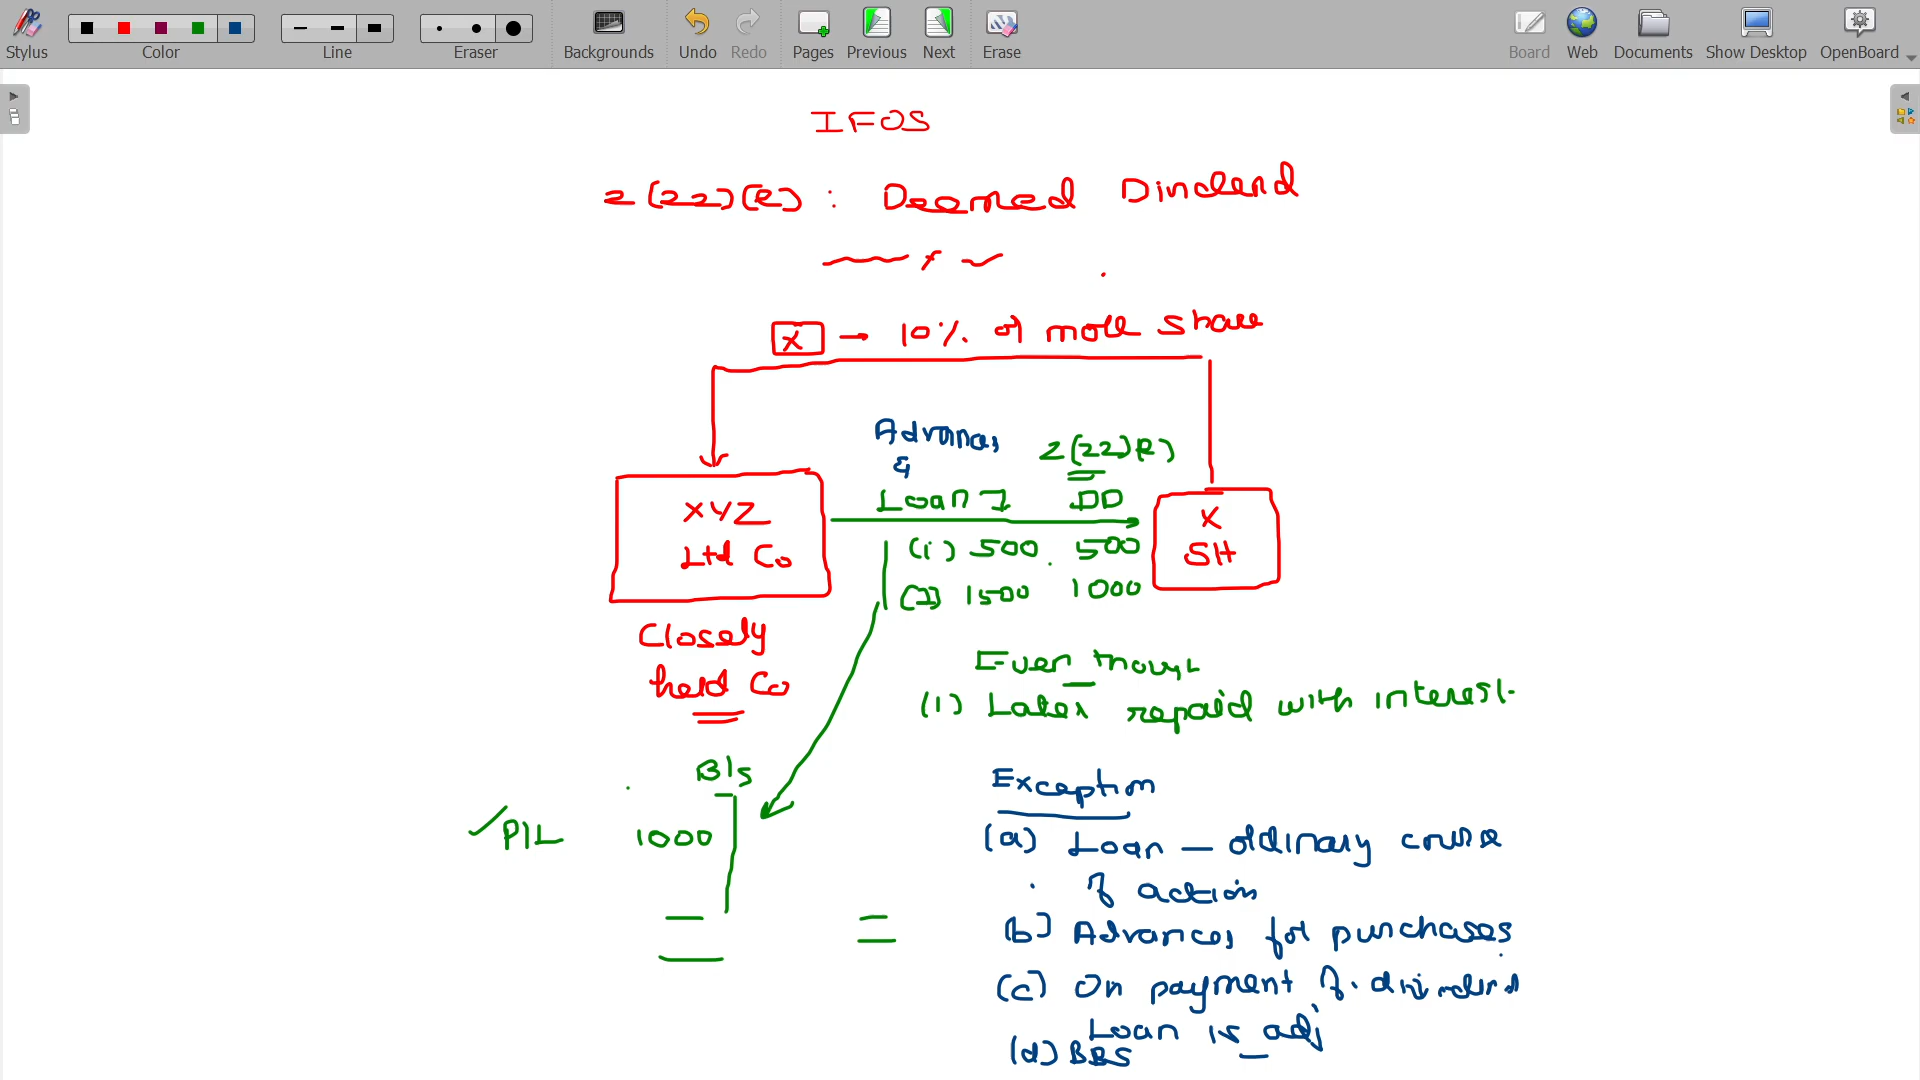 Stylus Color Line Eraser Backgrounds Undo Redo Pages Previous Next Erase Board Web Documents Show Desktop OpenBoard
IFOS
2(22)(e) : Deemed Dividend
X → 10% of more share
Advances
&
Loan I
2(22)(e)
DD
XYZ
Ltd Co
(i) 500 500
(2) 1500 1000
X
SH
Closely
held Co
Even though
(1) Later repaid with interest
B/s
P/L 1000
Exception
(a) Loan — ordinary course
of action
(b) Advances for purchases
(c) On payment of dividend
Loan is adj
(d) BBS